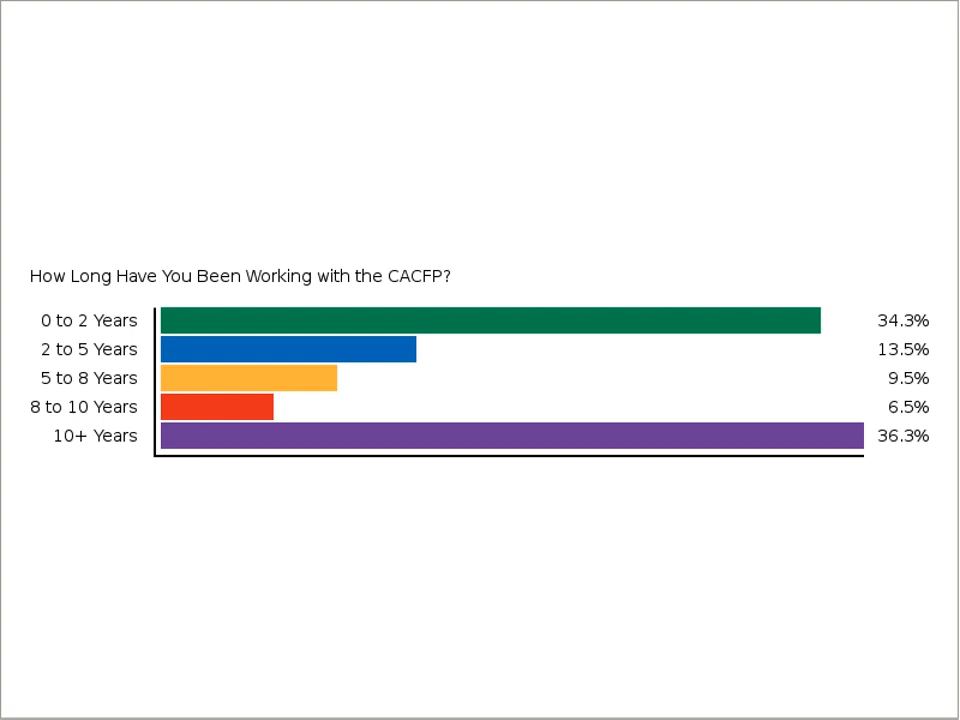 How Long Have You Been Working with the CACFP?
0 to 2 Years 34.3%
2 to 5 Years 13.5%
5 to 8 Years 9.5%
8 to 10 Years 6.5%
10+ Years 36.3%